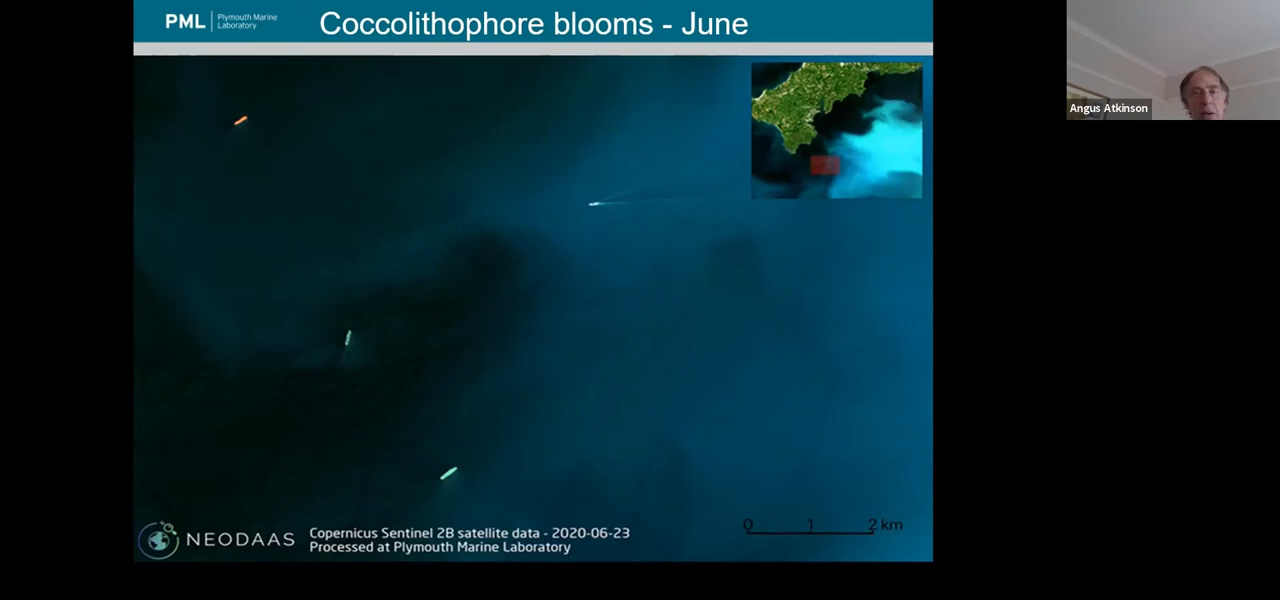 PML
Plymouth Marine
Laboratory
Coccolithophore blooms - June
Angus Atkinson
NEODAAS
Copernicus Sentinel 2B satellite data - 2020-06-23
Processed at Plymouth Marine Laboratory
0 1 2 km